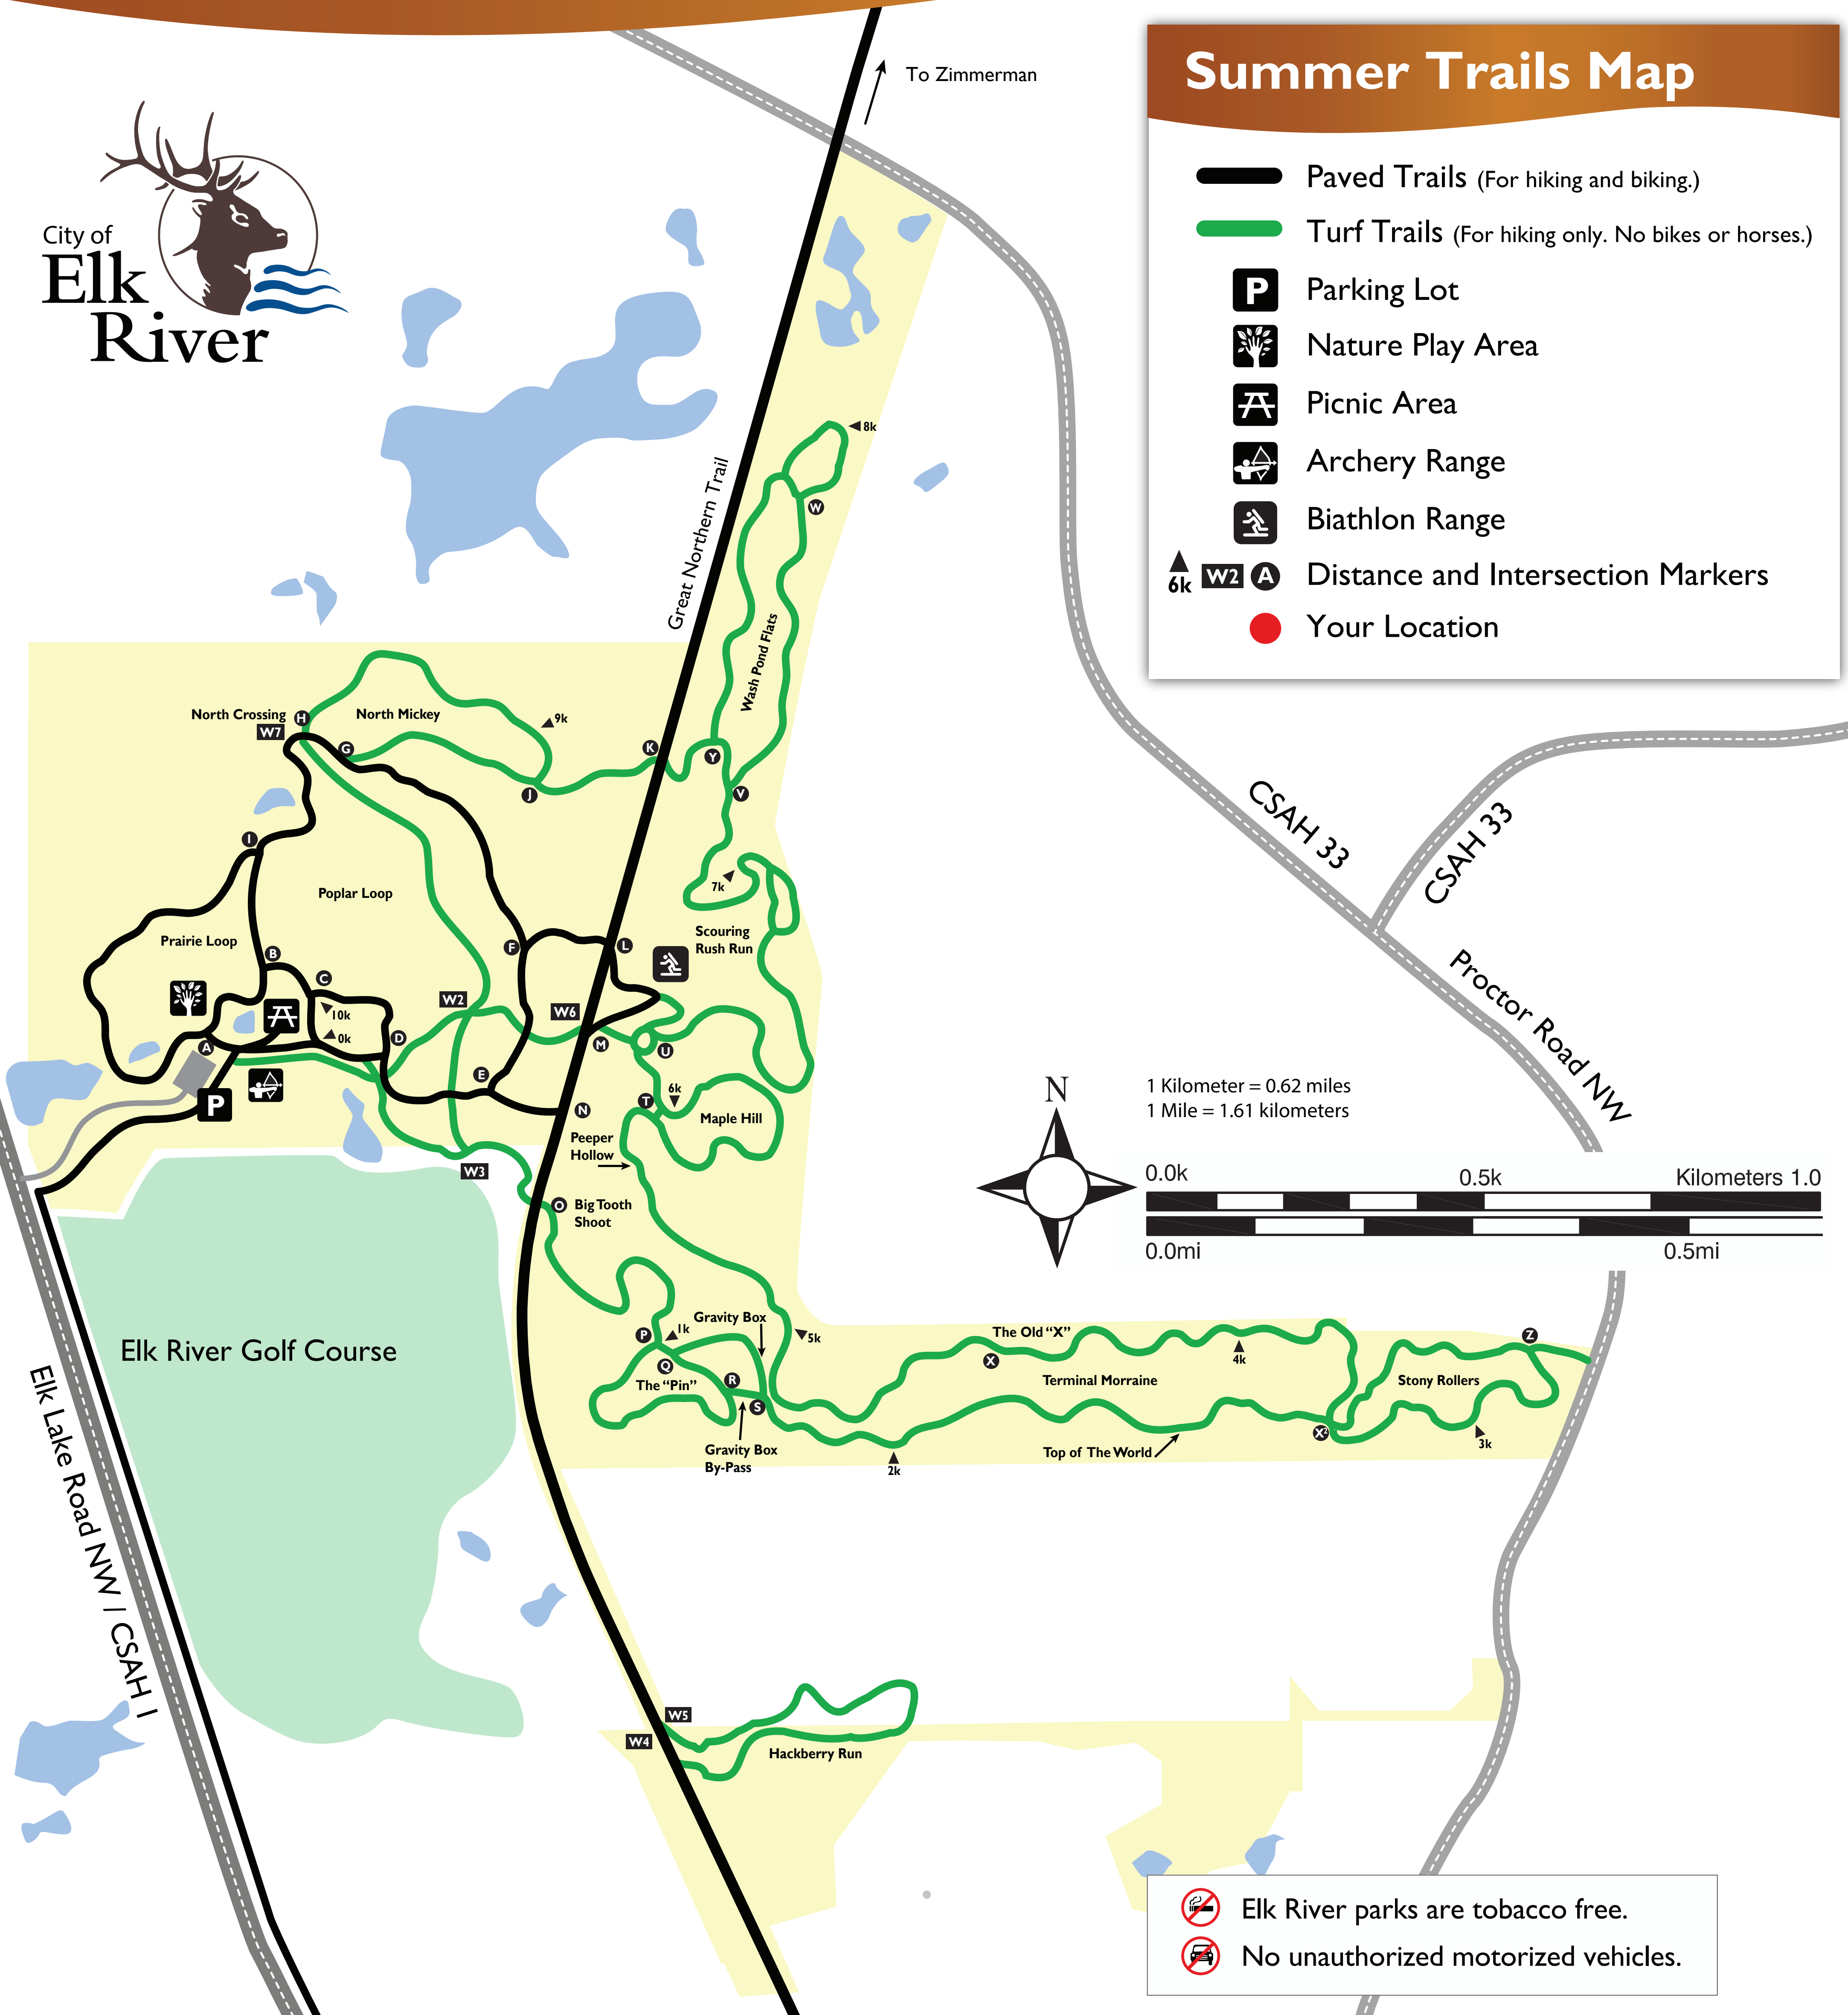 To Zimmerman
City of
Elk
River
Summer Trails Map
Paved Trails (For hiking and biking.)
Turf Trails (For hiking only. No bikes or horses.)
P Parking Lot
Nature Play Area
Picnic Area
Archery Range
Biathlon Range
6k W2 A Distance and Intersection Markers
Your Location
8k
W
Great Northern Trail
Wash Pond Flats
North Crossing H
W7
North Mickey
9k
G
K
Y
J
V
I
7k
Poplar Loop
Prairie Loop
B
C
F
L
Scouring
Rush Run
W2
W6
10k
0k
A
D
M
U
E
6k
P
N
T
Maple Hill
Peeper
Hollow
W3
O
Big Tooth
Shoot
CSAH 33
CSAH 33
Proctor Road NW
N
1 Kilometer = 0.62 miles
1 Mile = 1.61 kilometers
0.0k 0.5k Kilometers 1.0
0.0mi 0.5mi
Elk River Golf Course
Elk Lake Road NW / CSAH 1
Gravity Box
P
1k
5k
Q
The "Pin"
R
S
Gravity Box
By-Pass
The Old "X"
X
4k
Z
Terminal Morraine
Stony Rollers
2k
Top of The World
X
3k
W5
W4
Hackberry Run
Elk River parks are tobacco free.
No unauthorized motorized vehicles.